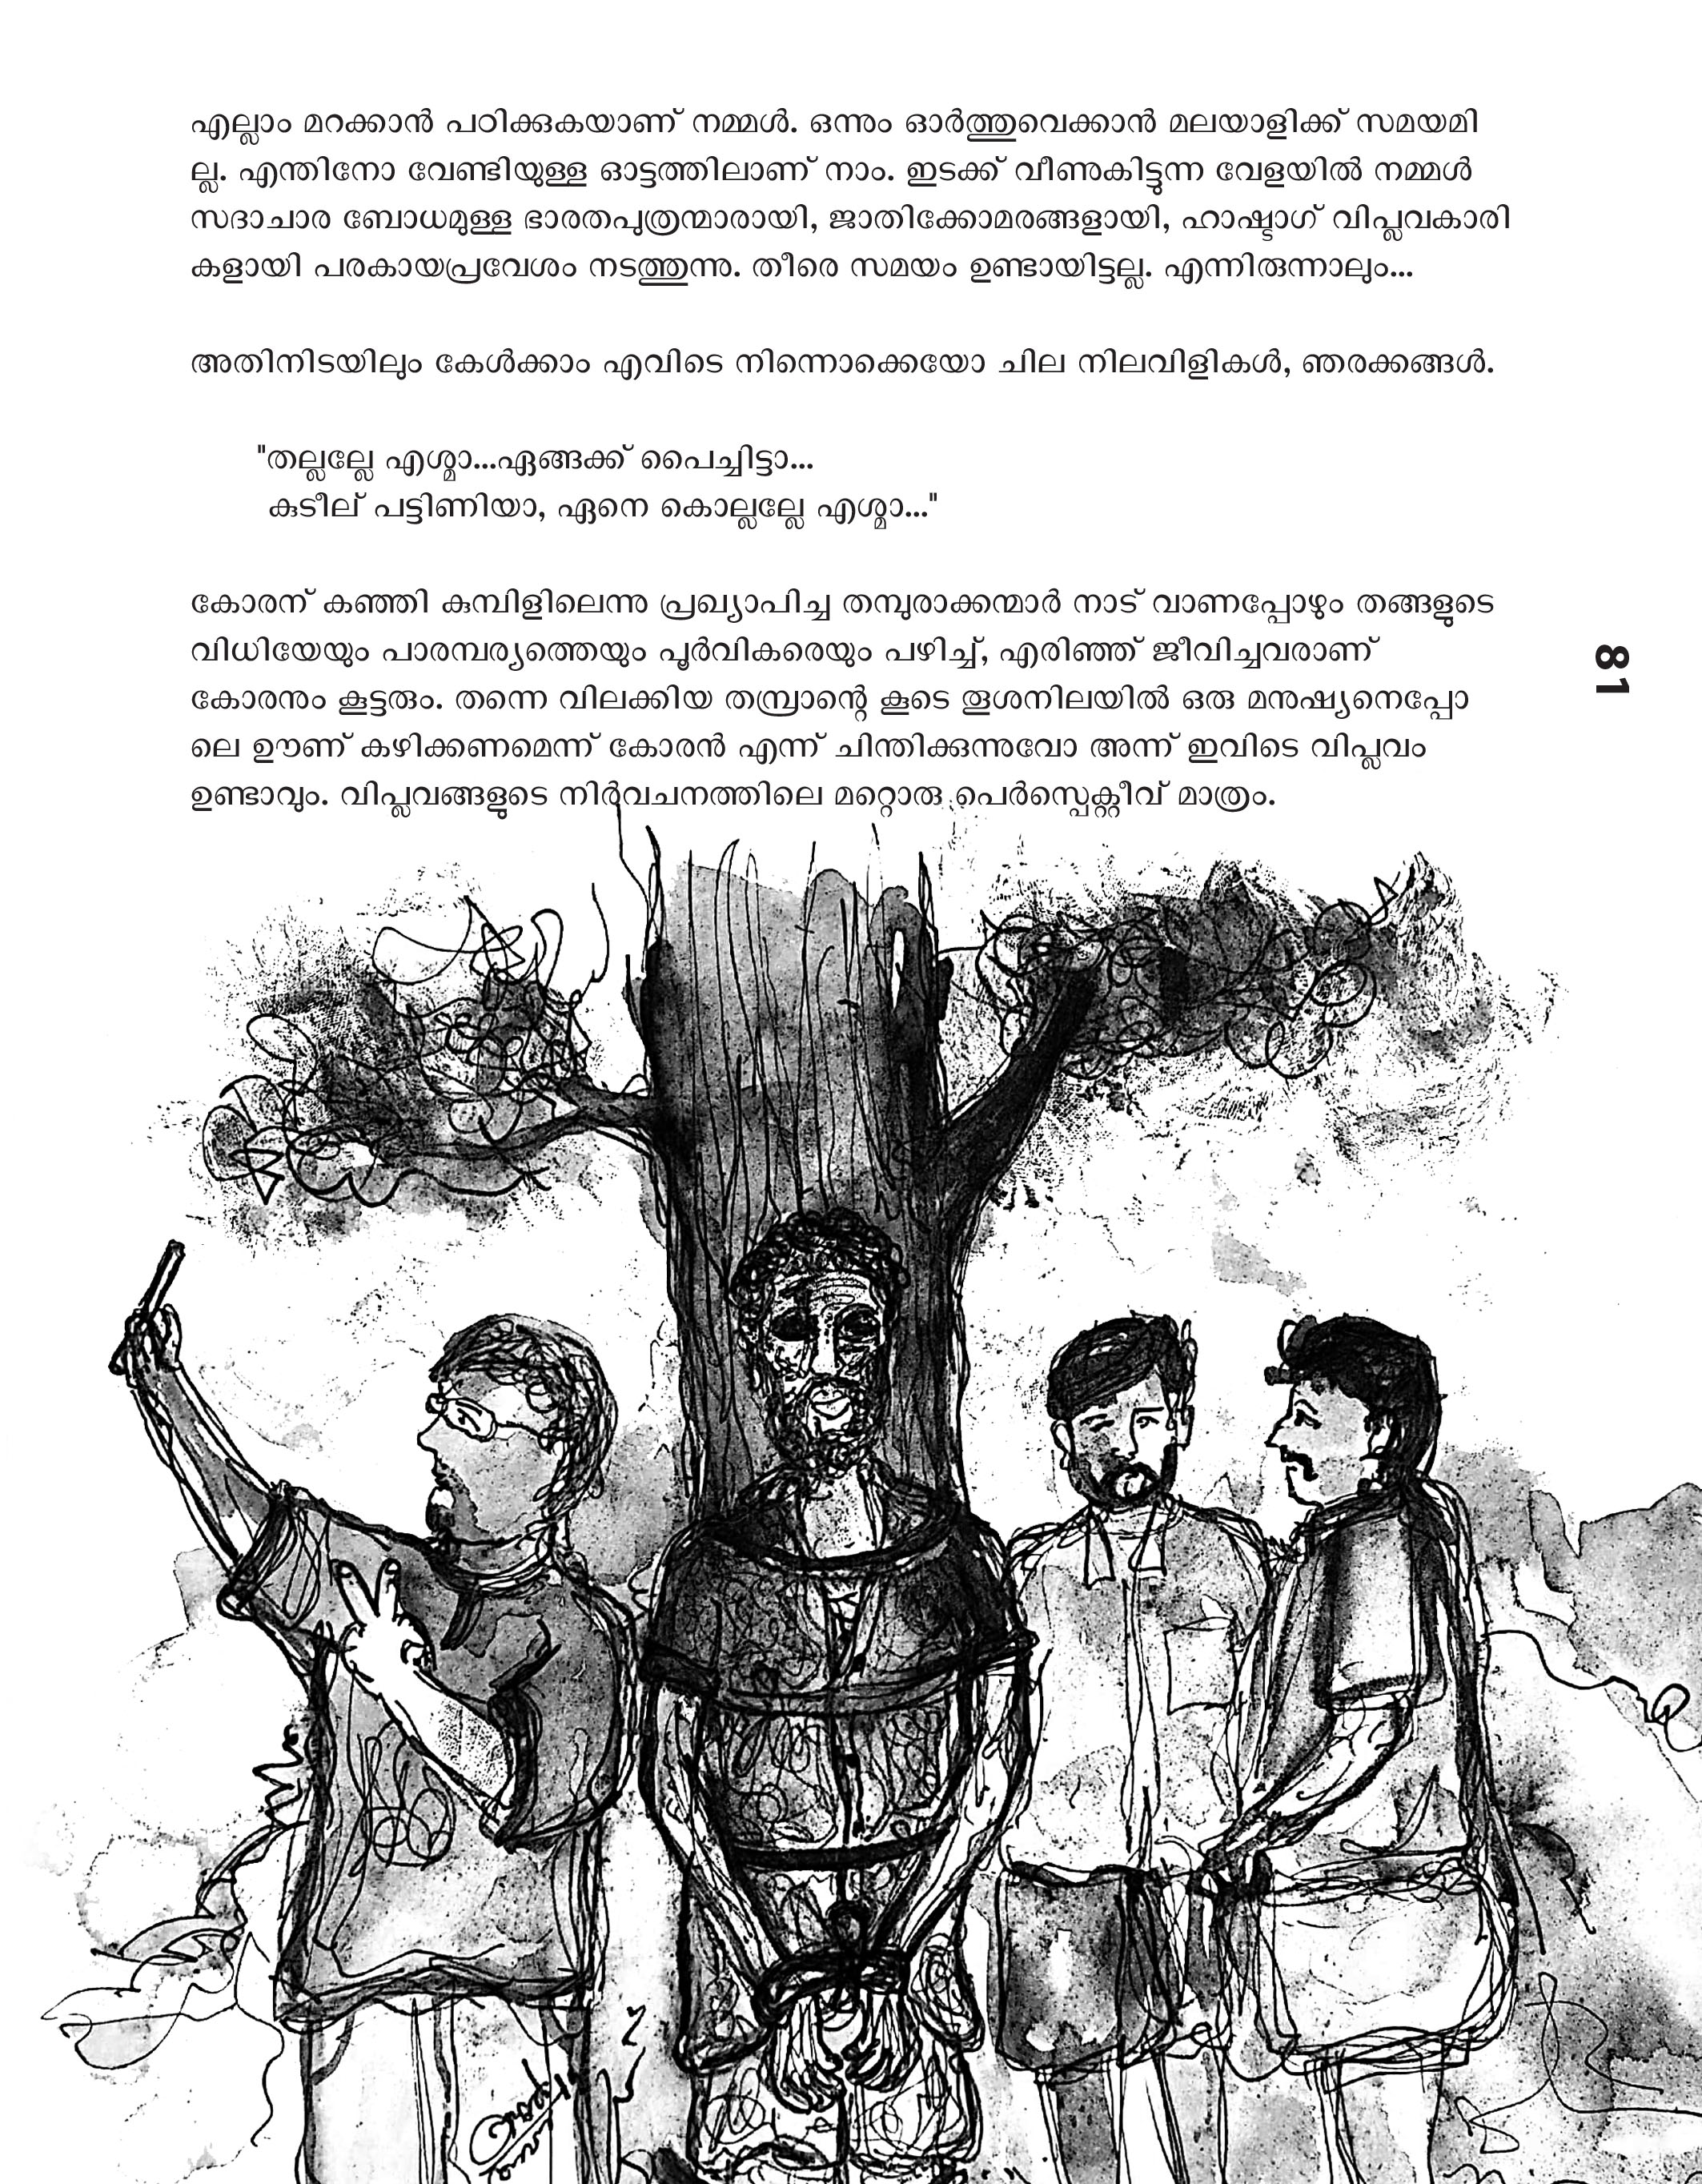 എല്ലാം മറക്കാൻ പഠിക്കുകയാണ് നമ്മൾ. ഒന്നും ഓർത്തുവെക്കാൻ മലയാളിക്ക് സമയമി
ല്ല. എന്തിനോ വേണ്ടിയുള്ള ഓട്ടത്തിലാണ് നാം. ഇടക്ക് വീണുകിട്ടുന്ന വേളയിൽ നമ്മൾ
സദാചാര ബോധമുള്ള ഭാരതപുത്രന്മാരായി, ജാതിക്കോമരങ്ങളായി, ഹാഷ്ടാഗ് വിപ്ലവകാരി
കളായി പരകായപ്രവേശം നടത്തുന്നു. തീരെ സമയം ഉണ്ടായിട്ടല്ല. എന്നിരുന്നാലും...
അതിനിടയിലും കേൾക്കാം എവിടെ നിന്നൊക്കെയോ ചില നിലവിളികൾ, ഞരക്കങ്ങൾ.
"തല്ലല്ലേ എശ്മാ...ഏങ്ങക്ക് പൈച്ചിട്ടാ...
കുടീല് പട്ടിണിയാ, ഏനെ കൊല്ലല്ലേ എശ്മാ..."
കോരന് കഞ്ഞി കുമ്പിളിലെന്നു പ്രഖ്യാപിച്ച തമ്പുരാക്കന്മാർ നാട് വാണപ്പോഴും തങ്ങളുടെ
വിധിയേയും പാരമ്പര്യത്തെയും പൂർവികരെയും പഴിച്ച്, എരിഞ്ഞ് ജീവിച്ചവരാണ്
കോരനും കൂട്ടരും. തന്നെ വിലക്കിയ തമ്പ്രാന്റെ കൂടെ തൂശനിലയിൽ ഒരു മനുഷ്യനെപ്പോ
ലെ ഊണ് കഴിക്കണമെന്ന് കോരൻ എന്ന് ചിന്തിക്കുന്നുവോ അന്ന് ഇവിടെ വിപ്ലവം
ഉണ്ടാവും. വിപ്ലവങ്ങളുടെ നിർവചനത്തിലെ മറ്റൊരു പെർസ്പെക്റ്റീവ് മാത്രം.
81